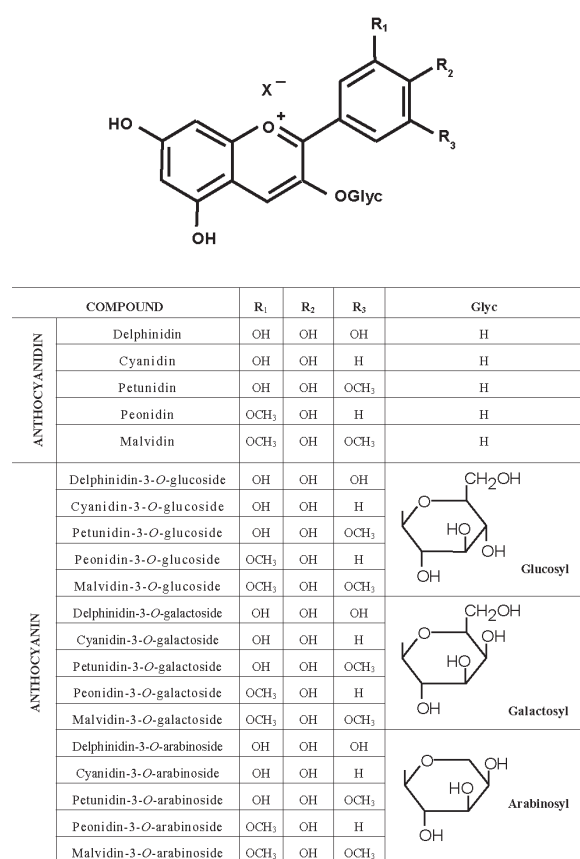 R₁
R₂
X⁻
HO
O⁺
R₃
OGlyc
OH
COMPOUND R₁ R₂ R₃ Glyc
ANTHOCYANIDIN
Delphinidin OH OH OH H
Cyanidin OH OH H H
Petunidin OH OH OCH₃ H
Peonidin OCH₃ OH H H
Malvidin OCH₃ OH OCH₃ H
ANTHOCYANIN
Delphinidin-3-O-glucoside OH OH OH
Cyanidin-3-O-glucoside OH OH H
Petunidin-3-O-glucoside OH OH OCH₃
Peonidin-3-O-glucoside OCH₃ OH H
Malvidin-3-O-glucoside OCH₃ OH OCH₃
CH₂OH
O
HO
OH
OH
Glucosyl
Delphinidin-3-O-galactoside OH OH OH
Cyanidin-3-O-galactoside OH OH H
Petunidin-3-O-galactoside OH OH OCH₃
Peonidin-3-O-galactoside OCH₃ OH H
Malvidin-3-O-galactoside OCH₃ OH OCH₃
CH₂OH
O
OH
HO
OH
Galactosyl
Delphinidin-3-O-arabinoside OH OH OH
Cyanidin-3-O-arabinoside OH OH H
Petunidin-3-O-arabinoside OH OH OCH₃
Peonidin-3-O-arabinoside OCH₃ OH H
Malvidin-3-O-arabinoside OCH₃ OH OCH₃
O
OH
HO
OH
Arabinosyl